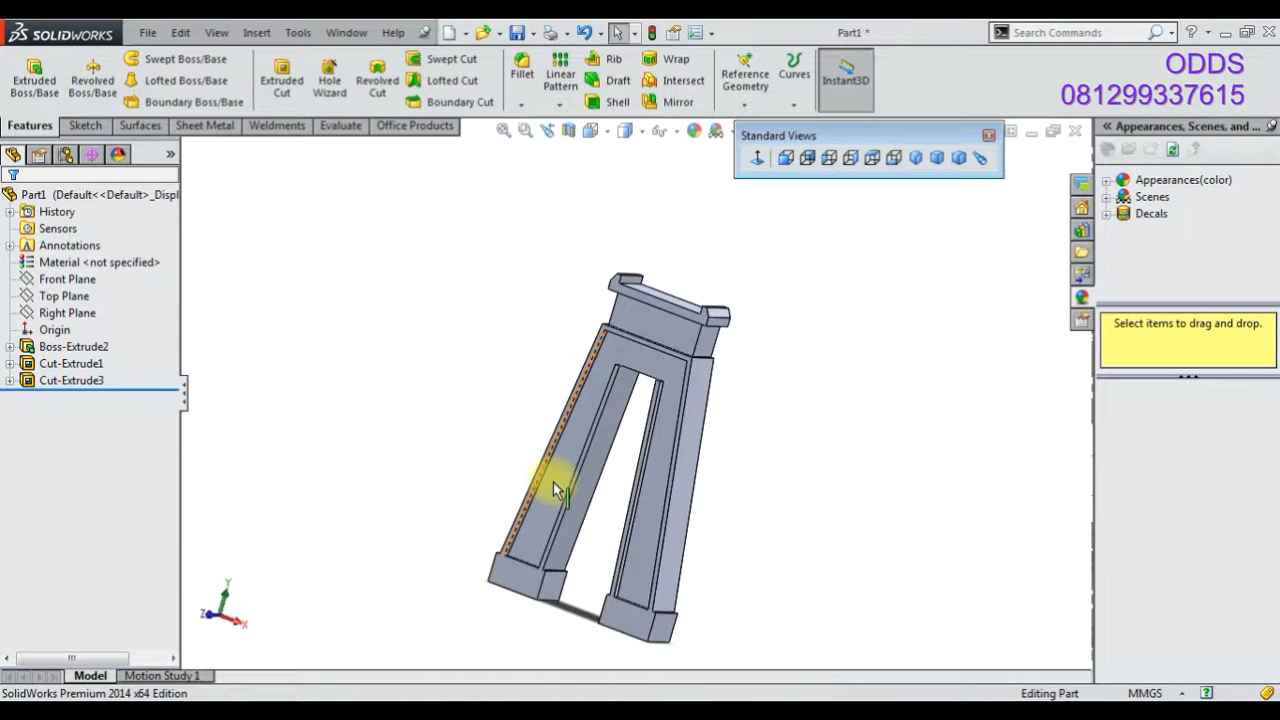 SOLIDWORKS
File Edit View Insert Tools Window Help
Part1 *
Search Commands
ODDS
081299337615
Extruded Boss/Base
Revolved Boss/Base
Swept Boss/Base
Lofted Boss/Base
Boundary Boss/Base
Extruded Cut
Hole Wizard
Revolved Cut
Swept Cut
Lofted Cut
Boundary Cut
Fillet
Linear Pattern
Rib
Draft
Shell
Wrap
Intersect
Mirror
Reference Geometry
Curves
Instant3D
Features Sketch Surfaces Sheet Metal Weldments Evaluate Office Products
Standard Views
Appearances, Scenes, and ...
Part1 (Default<<Default>_Displ
History
Sensors
Annotations
Material <not specified>
Front Plane
Top Plane
Right Plane
Origin
Boss-Extrude2
Cut-Extrude1
Cut-Extrude3
Appearances(color)
Scenes
Decals
Select items to drag and drop.
Y
Z
X
Model Motion Study 1
SolidWorks Premium 2014 x64 Edition
Editing Part
MMGS